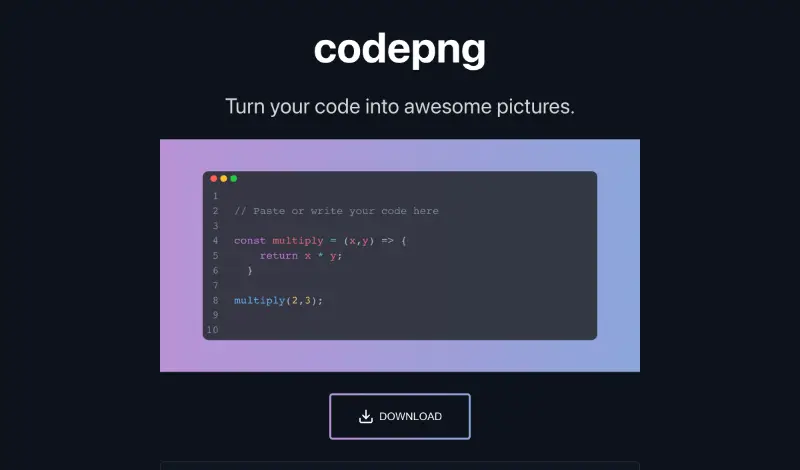 codepng
Turn your code into awesome pictures.
1
2 // Paste or write your code here
3
4 const multiply = (x,y) => {
5 return x * y;
6 }
7
8 multiply(2,3);
9
10
DOWNLOAD